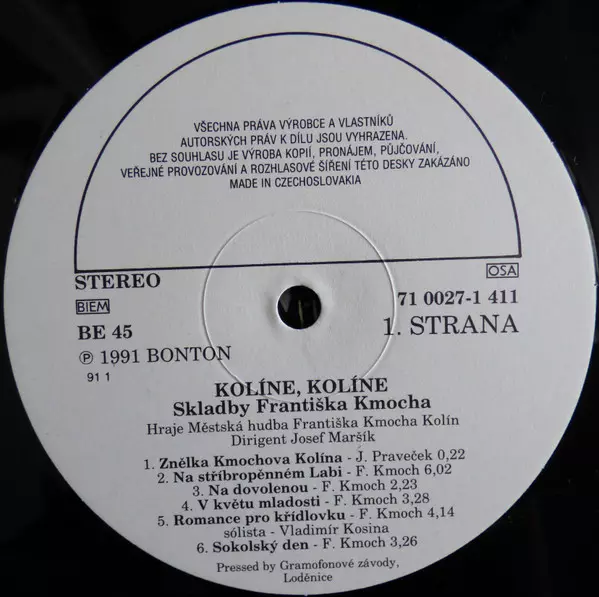 VŠECHNA PRÁVA VÝROBCE A VLASTNÍKŮ
AUTORSKÝCH PRÁV K DÍLU JSOU VYHRAZENA.
BEZ SOUHLASU JE VÝROBA KOPIÍ, PRONÁJEM, PŮJČOVÁNÍ,
VEŘEJNÉ PROVOZOVÁNÍ A ROZHLASOVÉ ŠÍŘENÍ TÉTO DESKY ZAKÁZÁNO
MADE IN CZECHOSLOVAKIA
STEREO OSA
BIEM 71 0027-1 411
BE 45 1. STRANA
℗ 1991 BONTON
91 1
KOLÍNE, KOLÍNE
Skladby Františka Kmocha
Hraje Městská hudba Františka Kmocha Kolín
Dirigent Josef Maršík
1. Znělka Kmochova Kolína - J. Praveček 0,22
2. Na stříbropěnném Labi - F. Kmoch 6,02
3. Na dovolenou - F. Kmoch 2,23
4. V květu mladosti - F. Kmoch 3,28
5. Romance pro křídlovku - F. Kmoch 4,14
sólista - Vladimír Kosina
6. Sokolský den - F. Kmoch 3,26
Pressed by Gramofonové závody,
Loděnice